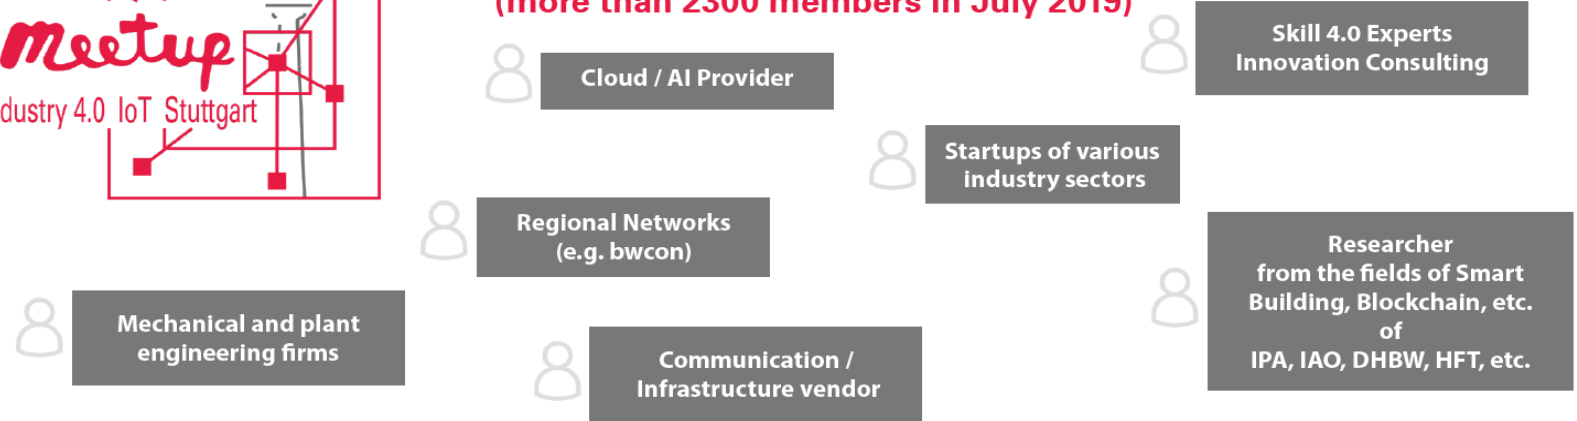 (more than 2300 members in July 2019)
meetup
dustry 4.0 IoT Stuttgart
Cloud / AI Provider
Skill 4.0 Experts
Innovation Consulting
Startups of various
industry sectors
Regional Networks
(e.g. bwcon)
Researcher
from the fields of Smart
Building, Blockchain, etc.
of
IPA, IAO, DHBW, HFT, etc.
Mechanical and plant
engineering firms
Communication /
Infrastructure vendor